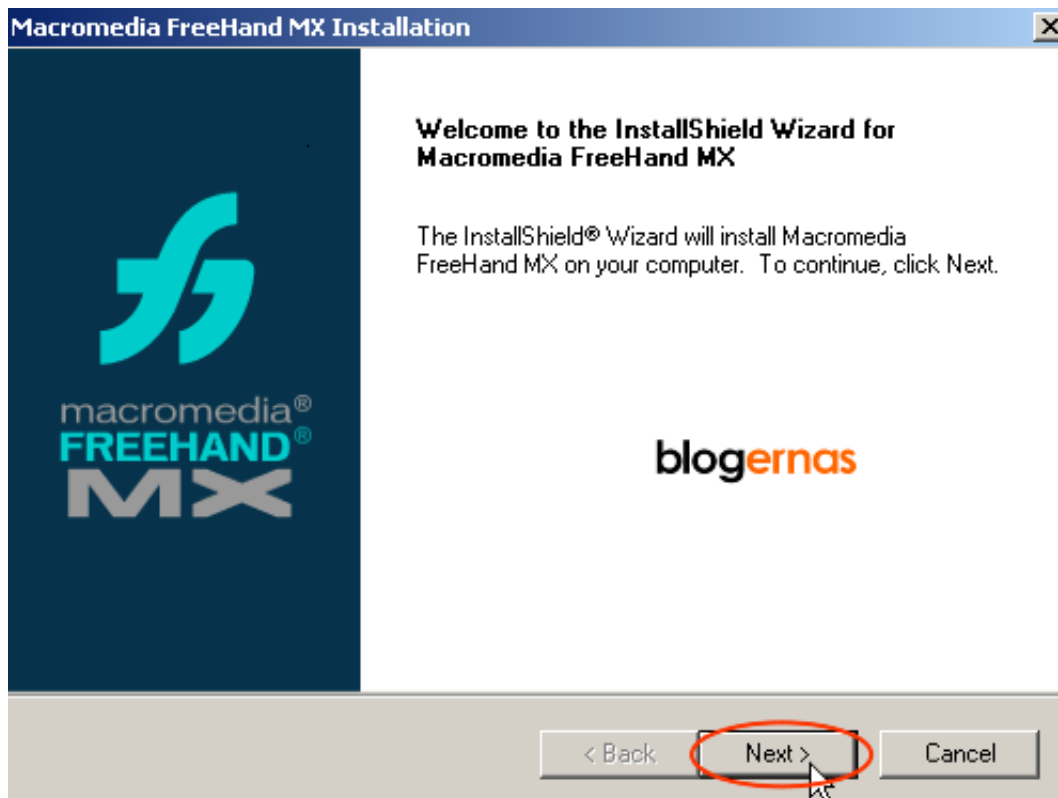 Macromedia FreeHand MX Installation
Welcome to the InstallShield Wizard for
Macromedia FreeHand MX
The InstallShield® Wizard will install Macromedia
FreeHand MX on your computer. To continue, click Next.
macromedia®
FREEHAND®
MX
blogernas
< Back
Next >
Cancel